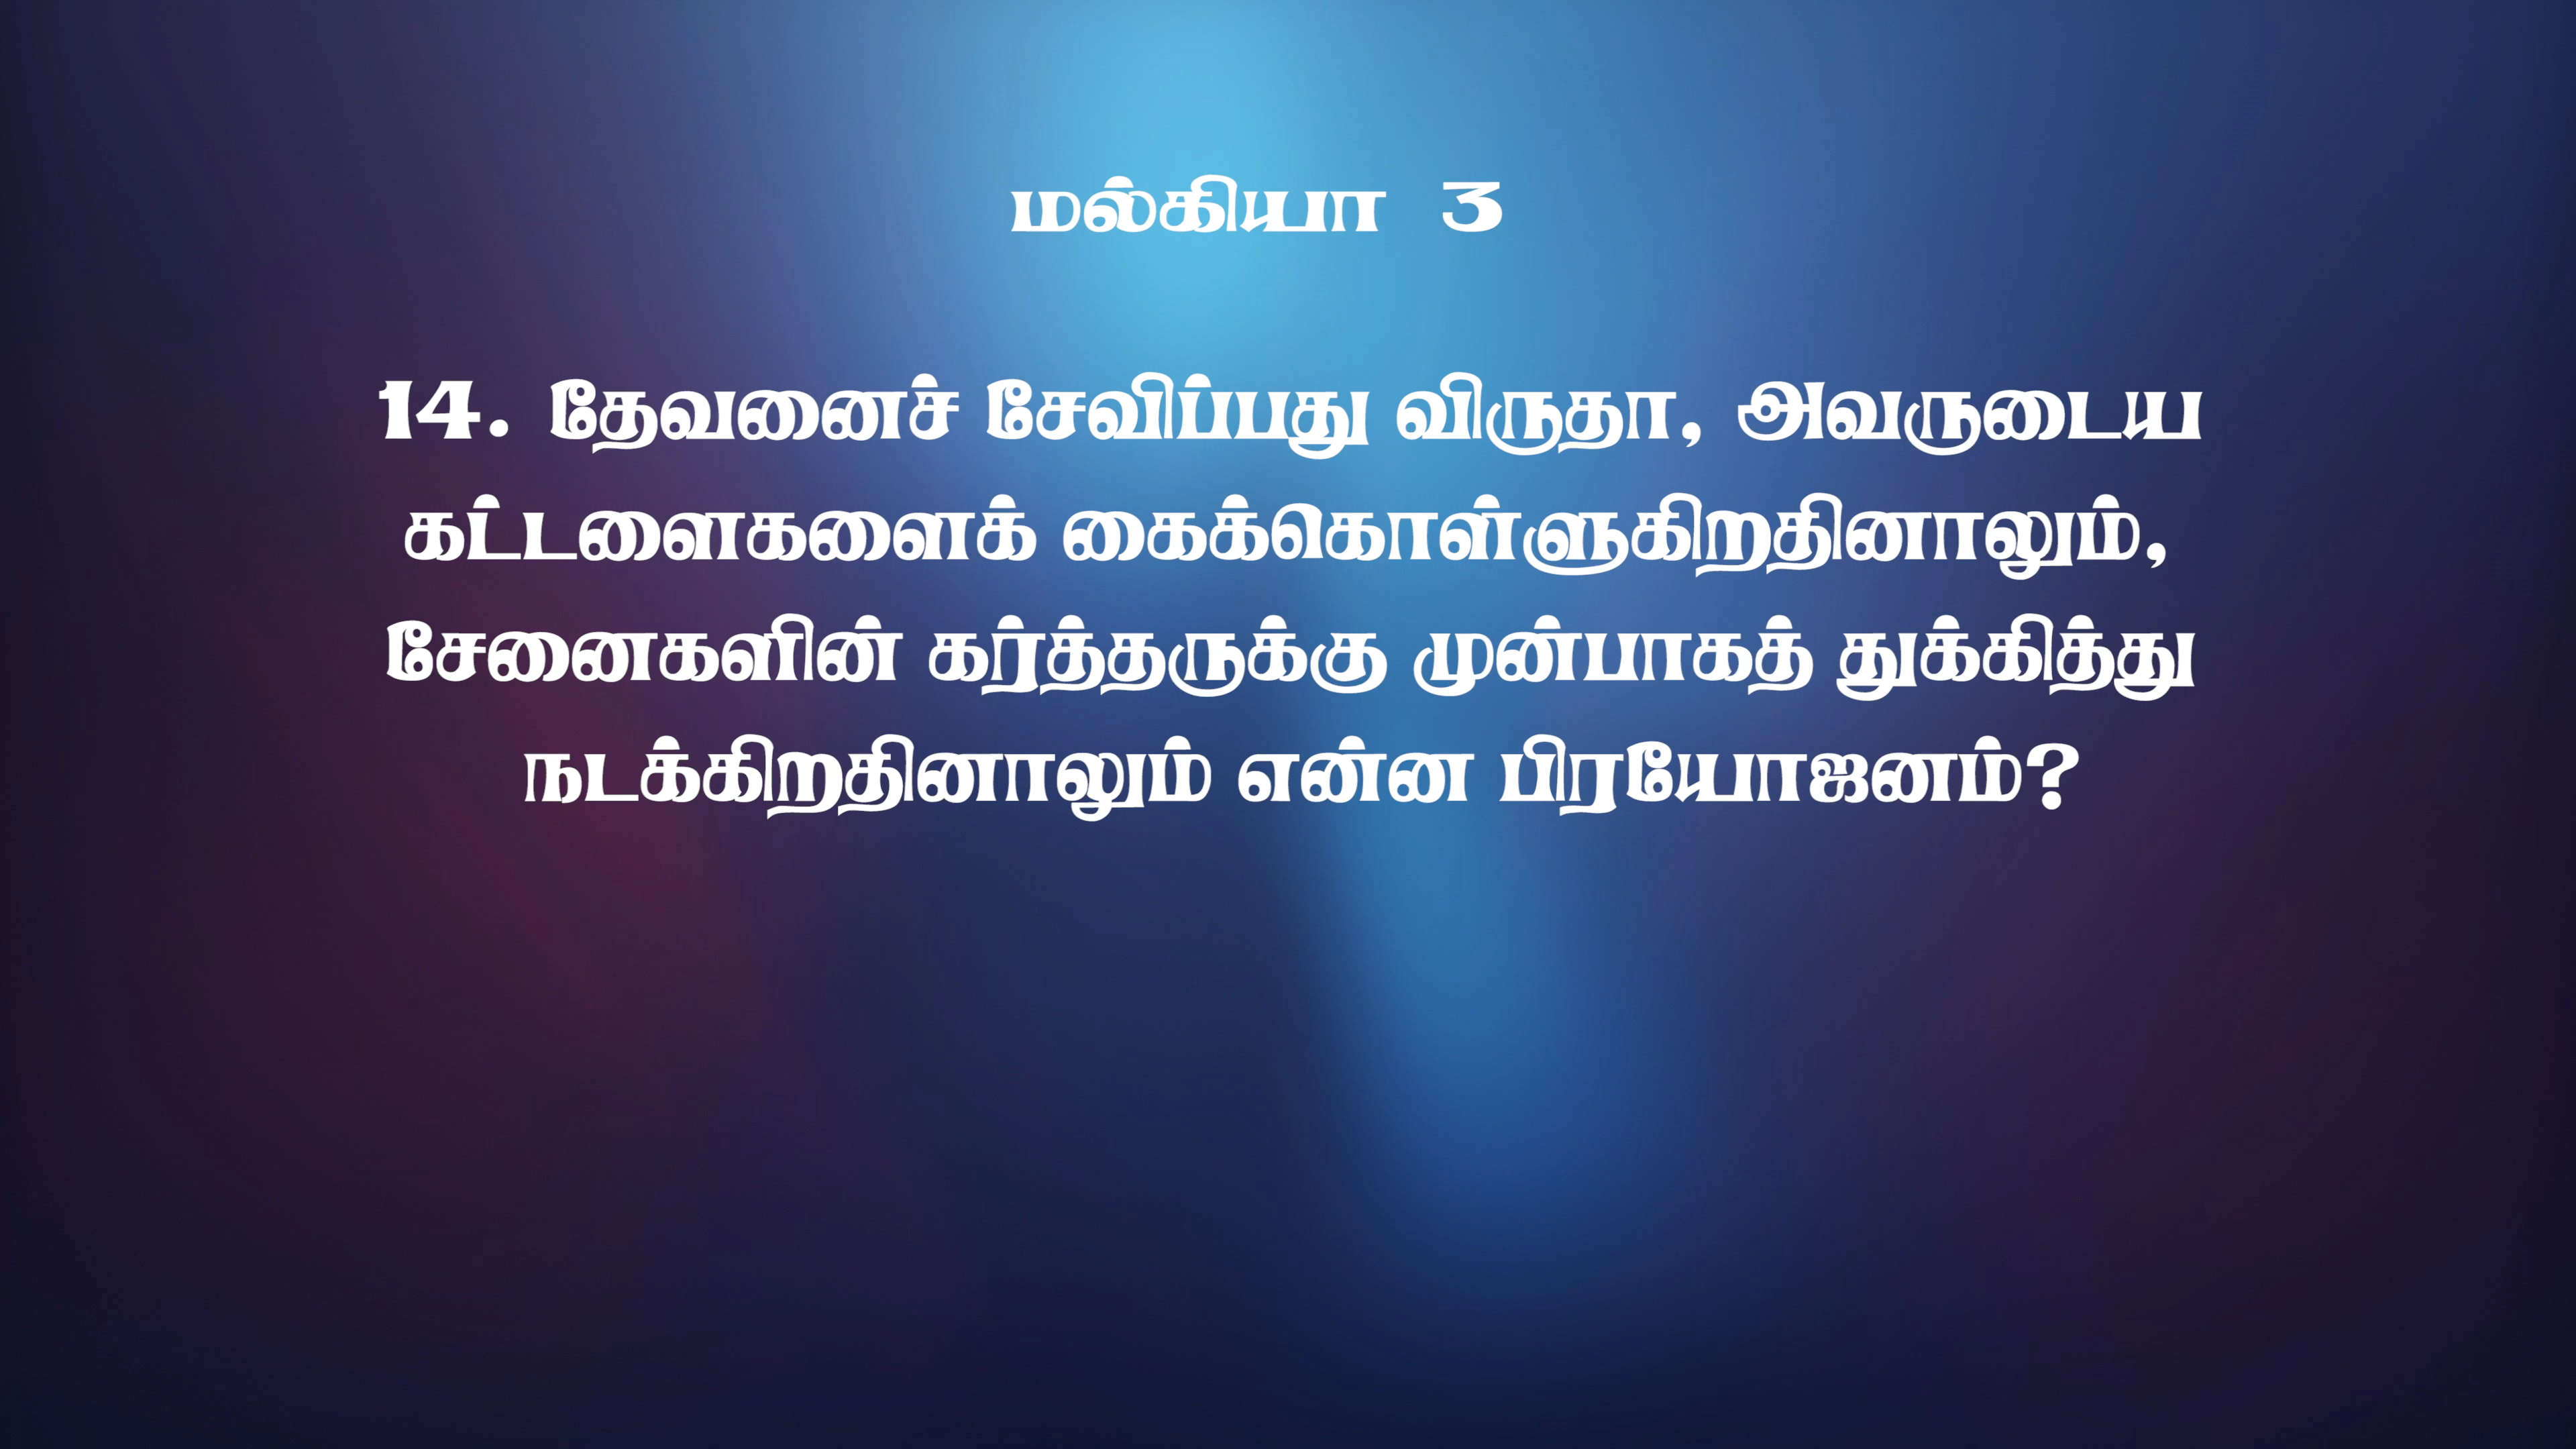 மல்கியா 3
14. தேவனைச் சேவிப்பது விருதா, அவருடைய
கட்டளைகளைக் கைக்கொள்ளுகிறதினாலும்,
சேனைகளின் கர்த்தருக்கு முன்பாகத் துக்கித்து
நடக்கிறதினாலும் என்ன பிரயோஜனம்?